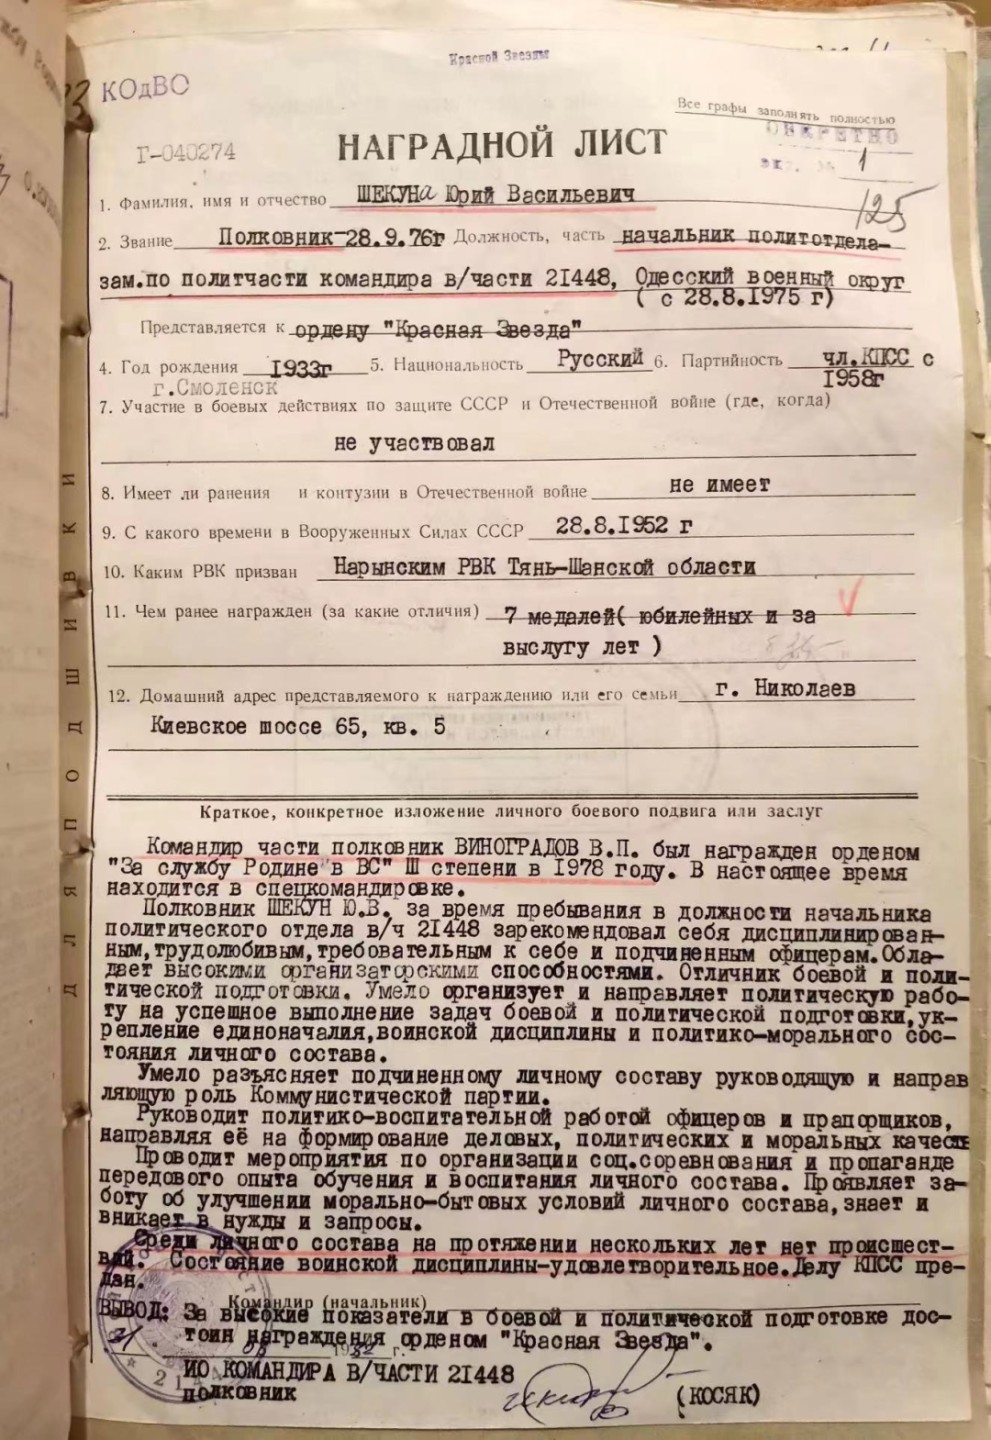 Красной Звезды
КОдВО
Все графы заполнять полностью
СЕКРЕТНО
экз. № 1
Г-040274
НАГРАДНОЙ ЛИСТ
125
1. Фамилия, имя и отчество ШЕКУНа Юрий Васильевич
2. Звание Полковник-28.9.76г Должность, часть начальник политотдела-
зам.по политчасти командира в/части 21448, Одесский военный округ
( с 28.8.1975 г)
Представляется к ордену "Красная Звезда"
4. Год рождения 1933г 5. Национальность Русский 6. Партийность чл.КПСС с
1958г
г.Смоленск
7. Участие в боевых действиях по защите СССР и Отечественной войне (где, когда)
не участвовал
8. Имеет ли ранения и контузии в Отечественной войне не имеет
9. С какого времени в Вооруженных Силах СССР 28.8.1952 г
10. Каким РВК призван Нарынским РВК Тянь-Шанской области
11. Чем ранее награжден (за какие отличия) 7 медалей( юбилейных и за
выслугу лет )
12. Домашний адрес представляемого к награждению или его семьи г. Николаев
Киевское шоссе 65, кв. 5
ДЛЯ ПОДШИВКИ
Краткое, конкретное изложение личного боевого подвига или заслуг
Командир части полковник ВИНОГРАДОВ В.П. был награжден орденом
"За службу Родине в ВС" Ш степени в 1978 году. В настоящее время
находится в спецкомандировке.
Полковник ШЕКУН Ю.В. за время пребывания в должности начальника
политического отдела в/ч 21448 зарекомендовал себя дисциплинирован-
ным,трудолюбивым,требовательным к себе и подчиненным офицерам.Обла-
дает высокими организаторскими способностями. Отличник боевой и поли-
тической подготовки. Умело организует и направляет политическую рабо-
ту на успешное выполнение задач боевой и политической подготовки,ук-
репление единоначалия,воинской дисциплины и политико-морального сос-
тояния личного состава.
Умело разъясняет подчиненному личному составу руководящую и направ
ляющую роль Коммунистической партии.
Руководит политико-воспитательной работой офицеров и прапорщиков,
направляя её на формирование деловых, политических и моральных качеств
Проводит мероприятия по организации соц.соревнования и пропаганде
передового опыта обучения и воспитания личного состава. Проявляет за-
боту об улучшении морально-бытовых условий личного состава,знает и
вникает в нужды и запросы.
Среди личного состава на протяжении нескольких лет нет происшест-
вий. Состояние воинской дисциплины-удовлетворительное.Делу КПСС пре-
дан.
Командир (начальник)
ВЫВОД: За высокие показатели в боевой и политической подготовке дос-
тоин награждения орденом "Красная Звезда".
1982 г.
ИО КОМАНДИРА В/ЧАСТИ 21448
полковник (КОСЯК)